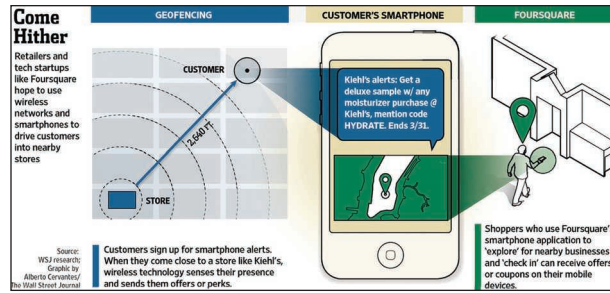 Come
Hither
Retailers and
tech startups
like Foursquare
hope to use
wireless
networks and
smartphones to
drive customers
into nearby
stores
Source:
WSJ research;
Graphic by
Alberto Cervantes/
The Wall Street Journal
GEOFENCING
CUSTOMER
2,640 FT.
STORE
Customers sign up for smartphone alerts.
When they come close to a store like Kiehl's,
wireless technology senses their presence
and sends them offers or perks.
CUSTOMER'S SMARTPHONE
Kiehl's alerts: Get a
deluxe sample w/ any
moisturizer purchase @
Kiehl's, mention code
HYDRATE. Ends 3/31.
FOURSQUARE
Shoppers who use Foursquare'
smartphone application to
'explore' for nearby businesses
and 'check in' can receive offers
or coupons on their mobile
devices.